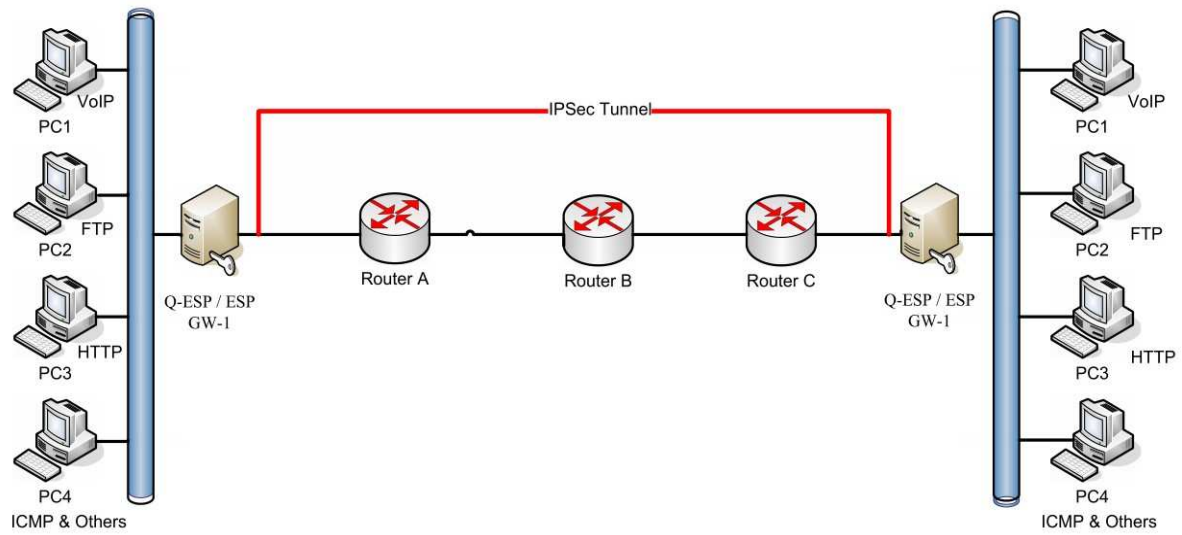 VoIP
PC1
FTP
PC2
HTTP
PC3
PC4
ICMP & Others
Q-ESP / ESP
GW-1
IPSec Tunnel
Router A
Router B
Router C
Q-ESP / ESP
GW-1
VoIP
PC1
FTP
PC2
HTTP
PC3
PC4
ICMP & Others